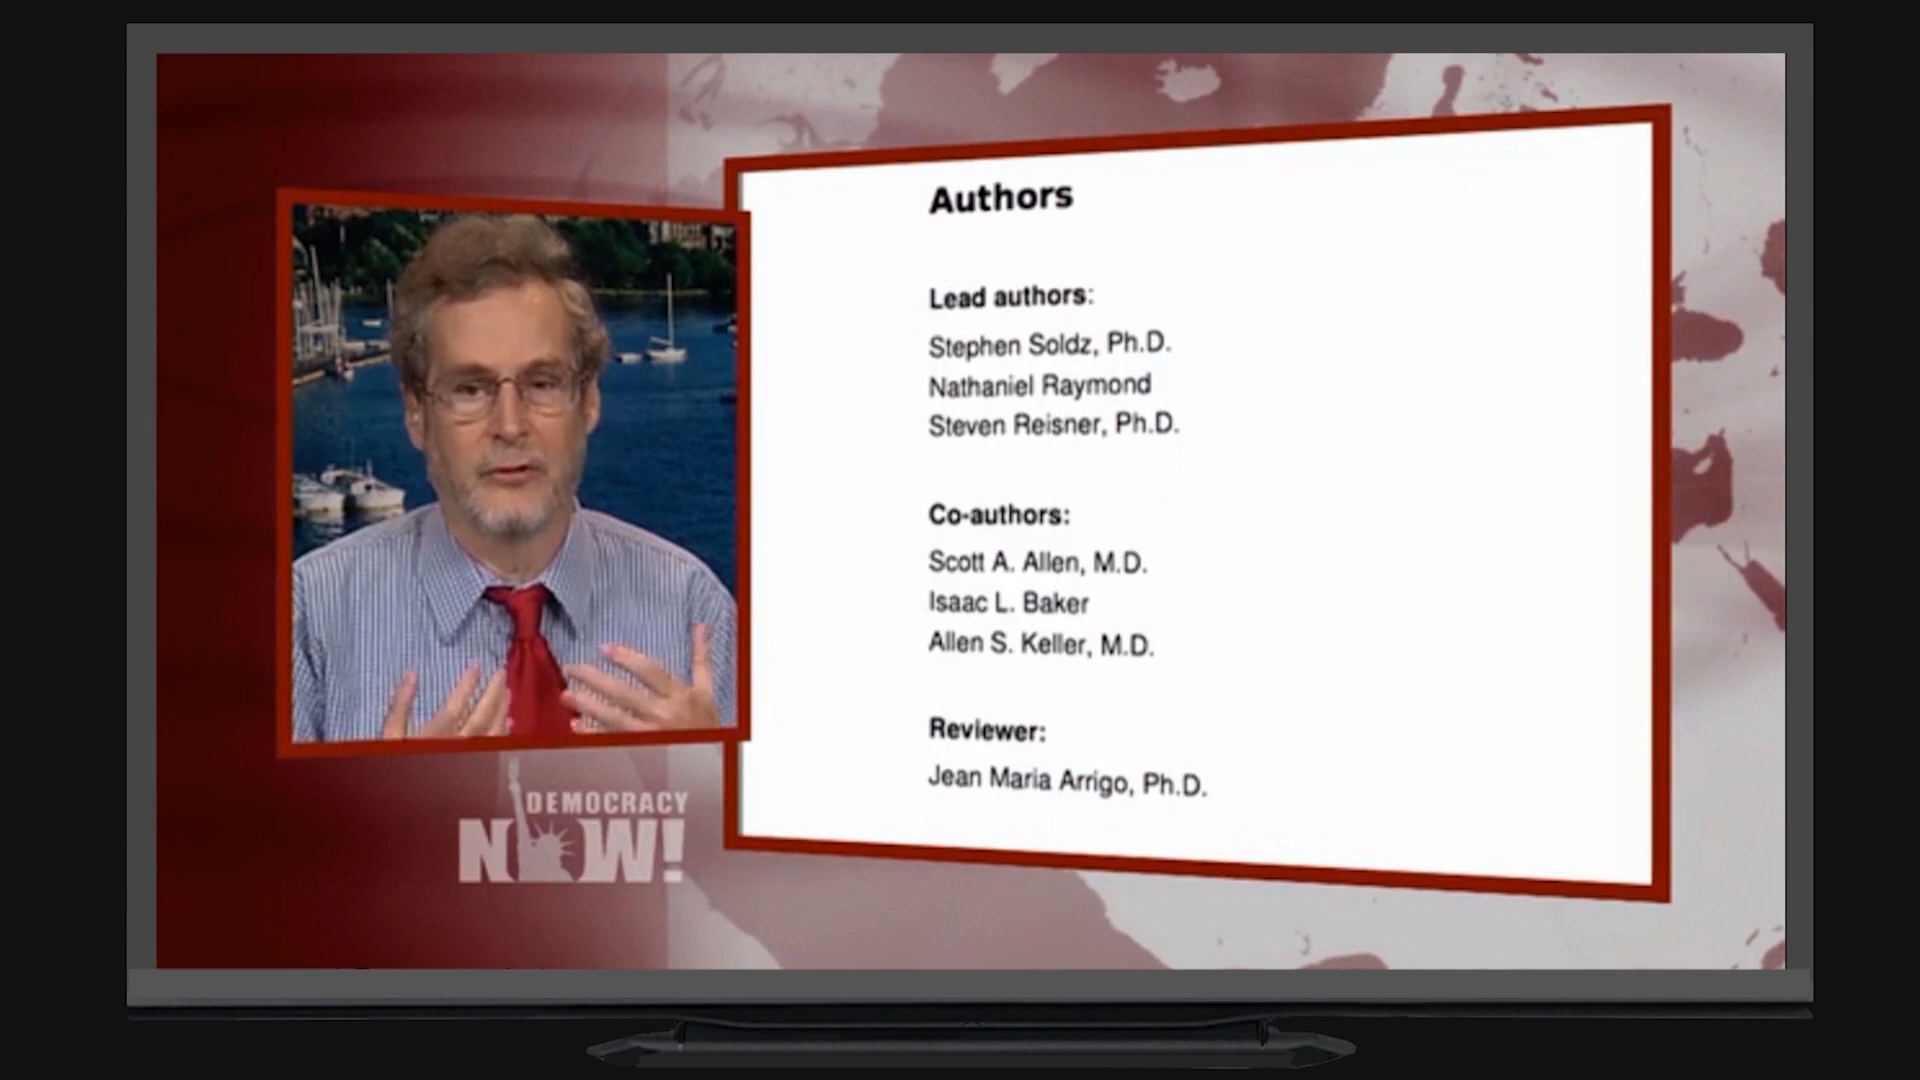 Authors
Lead authors:
Stephen Soldz, Ph.D.
Nathaniel Raymond
Steven Reisner, Ph.D.
Co-authors:
Scott A. Allen, M.D.
Isaac L. Baker
Allen S. Keller, M.D.
Reviewer:
Jean Maria Arrigo, Ph.D.
DEMOCRACY
NOW!